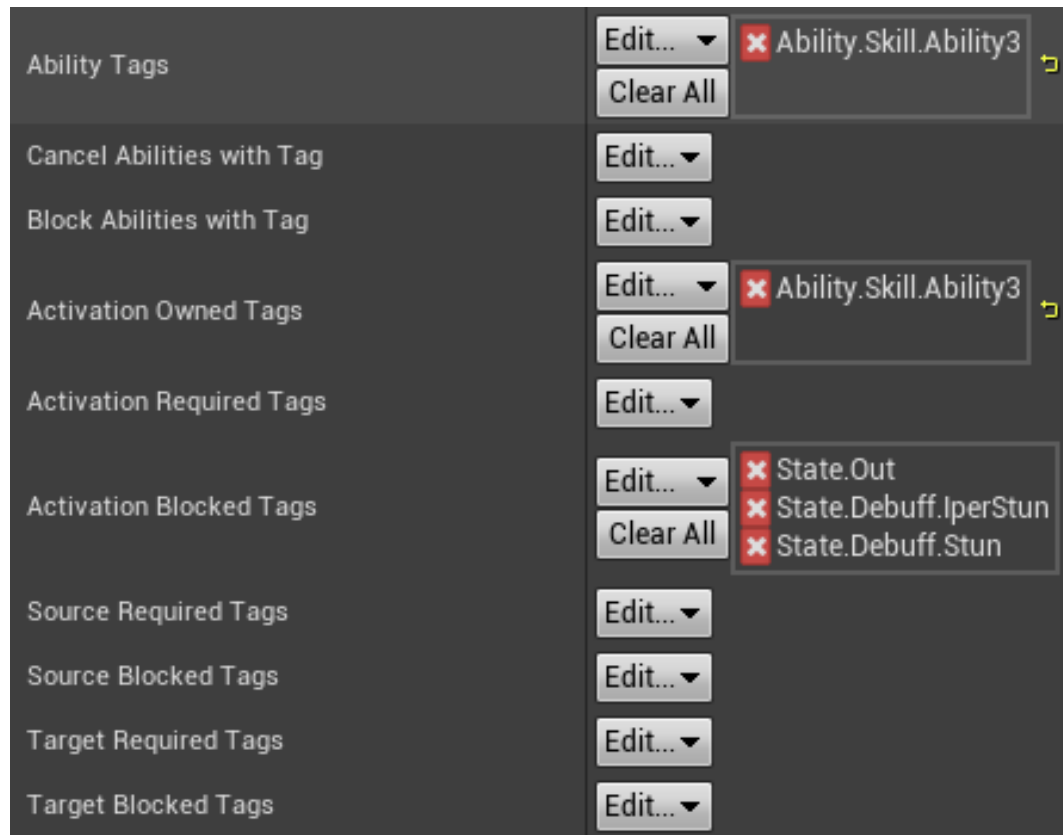 Ability Tags
Edit...
Clear All
Ability.Skill.Ability3
Cancel Abilities with Tag
Edit...
Block Abilities with Tag
Edit...
Activation Owned Tags
Edit...
Clear All
Ability.Skill.Ability3
Activation Required Tags
Edit...
Activation Blocked Tags
Edit...
Clear All
State.Out
State.Debuff.IperStun
State.Debuff.Stun
Source Required Tags
Edit...
Source Blocked Tags
Edit...
Target Required Tags
Edit...
Target Blocked Tags
Edit...